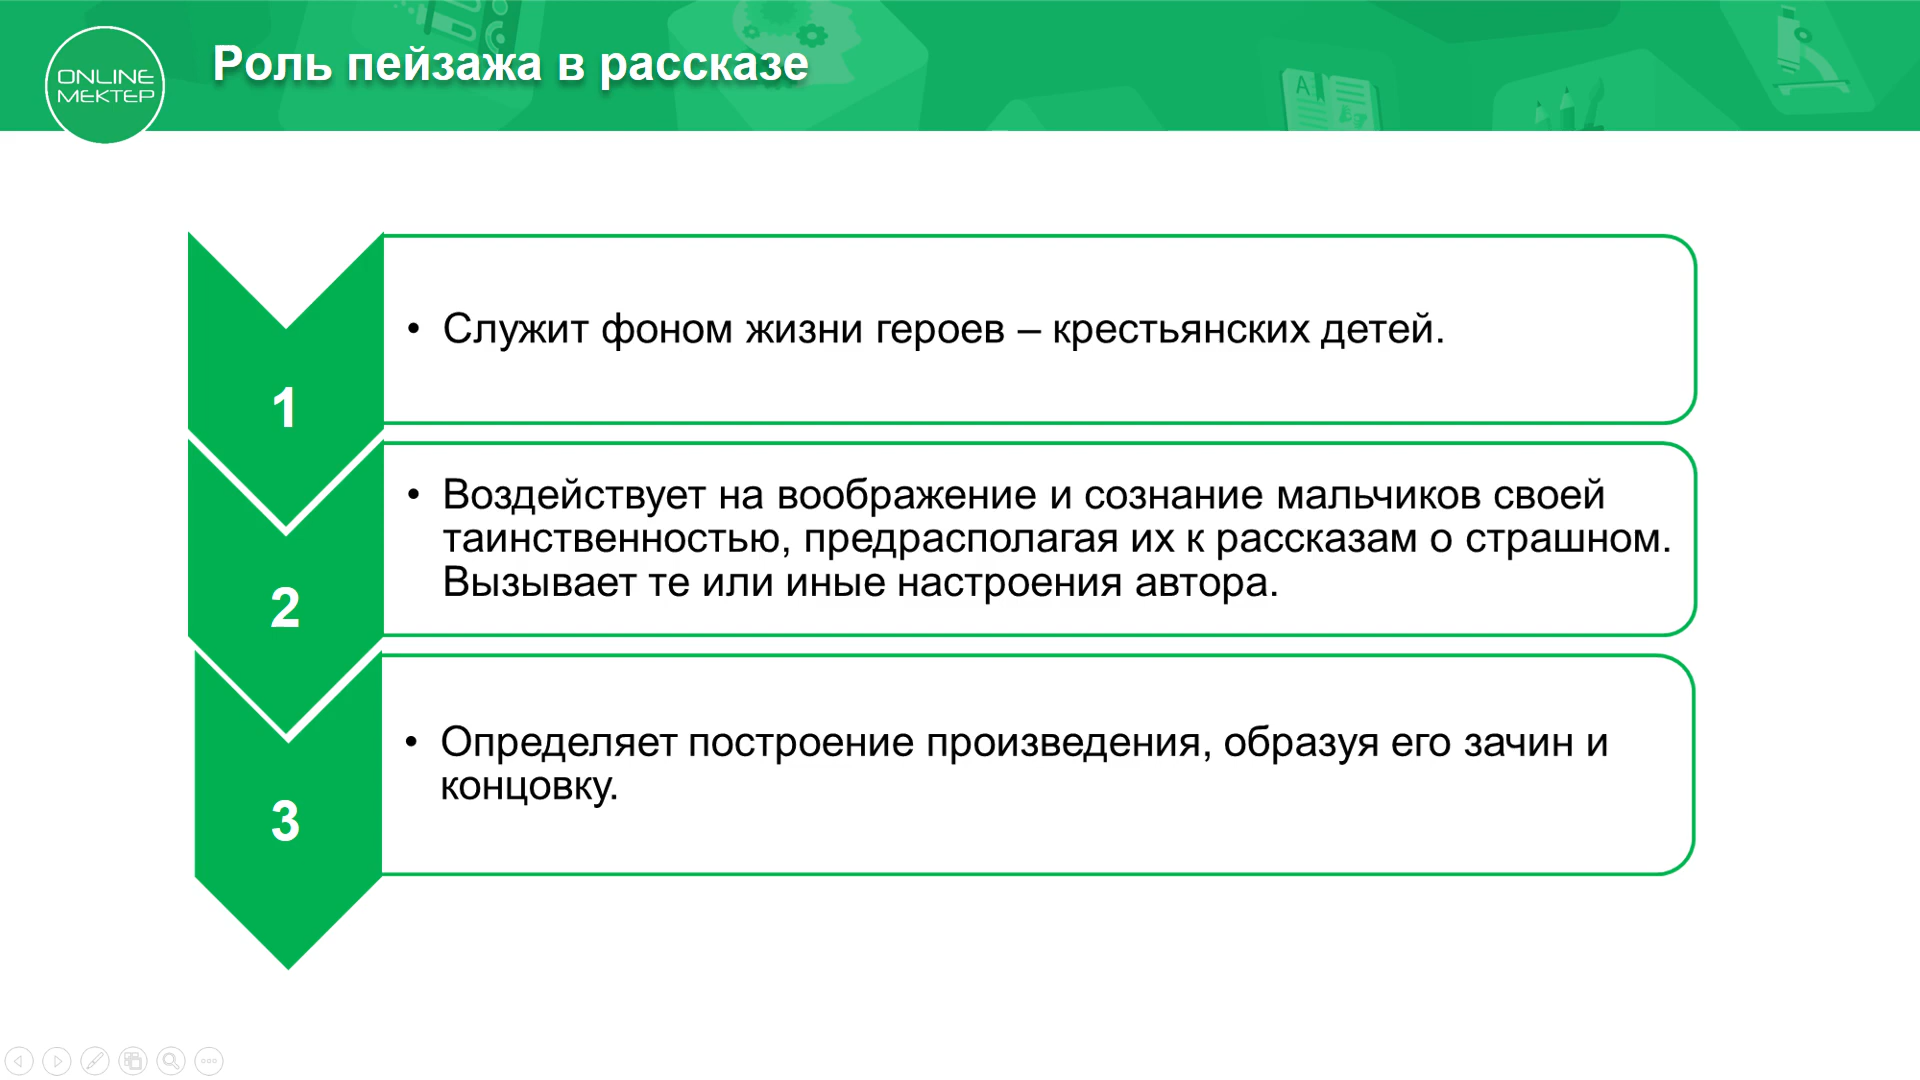 ONLINE
МЕКТЕР
Роль пейзажа в рассказе
1
• Служит фоном жизни героев – крестьянских детей.
2
• Воздействует на воображение и сознание мальчиков своей
таинственностью, предрасполагая их к рассказам о страшном.
Вызывает те или иные настроения автора.
3
• Определяет построение произведения, образуя его зачин и
концовку.
A